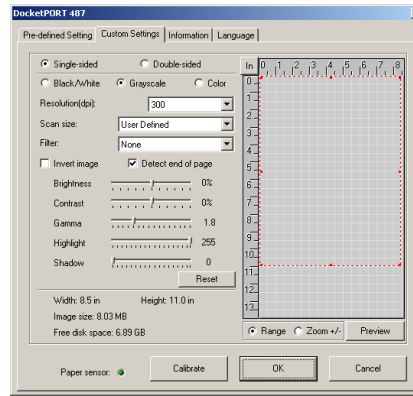 DocketPORT 487
Pre-defined Setting Custom Settings Information Language
Single-sided Double-sided
Black/White Grayscale Color
Resolution(dpi): 300
Scan size: User Defined
Filter: None
Invert image Detect end of page
Brightness 0%
Contrast 0%
Gamma 1.8
Highlight 255
Shadow 0
Reset
Width: 8.5 in Height: 11.0 in
Image size: 8.03 MB
Free disk space: 6.89 GB
In 0 1 2 3 4 5 6 7 8
0
1
2
3
4
5
6
7
8
9
10
11
12
13
Range Zoom +/- Preview
Paper sensor: Calibrate OK Cancel